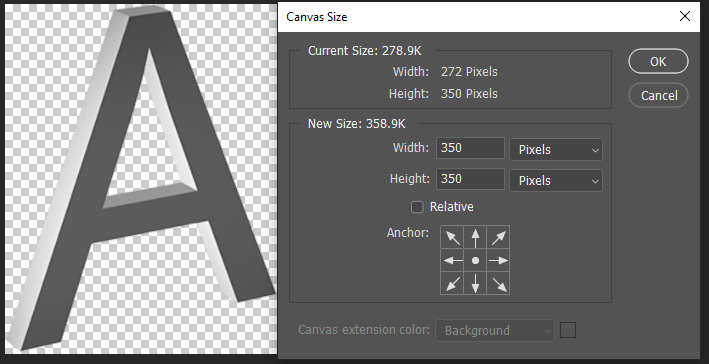 A
Canvas Size
Current Size: 278.9K
Width: 272 Pixels
Height: 350 Pixels
OK
Cancel
New Size: 358.9K
Width: 350 Pixels
Height: 350 Pixels
Relative
Anchor:
Canvas extension color: Background